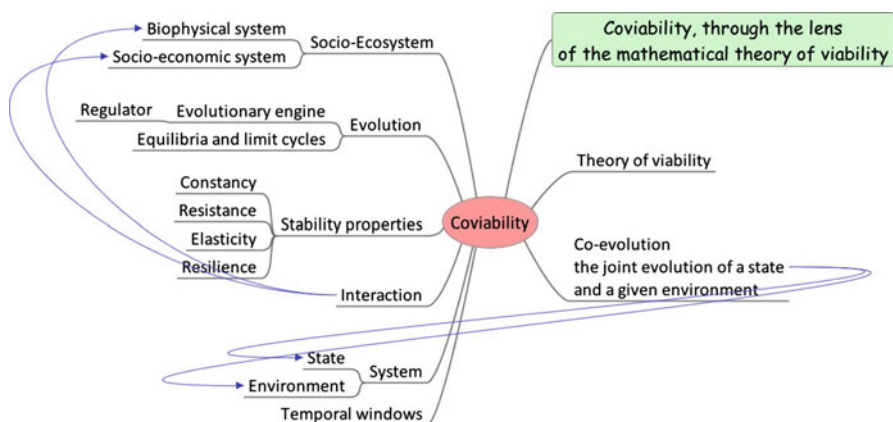 Coviability, through the lens
of the mathematical theory of viability
Biophysical system
Socio-economic system
Socio-Ecosystem
Regulator
Evolutionary engine
Equilibria and limit cycles
Evolution
Constancy
Resistance
Elasticity
Resilience
Stability properties
Interaction
State
Environment
System
Temporal windows
Coviability
Theory of viability
Co-evolution
the joint evolution of a state
and a given environment